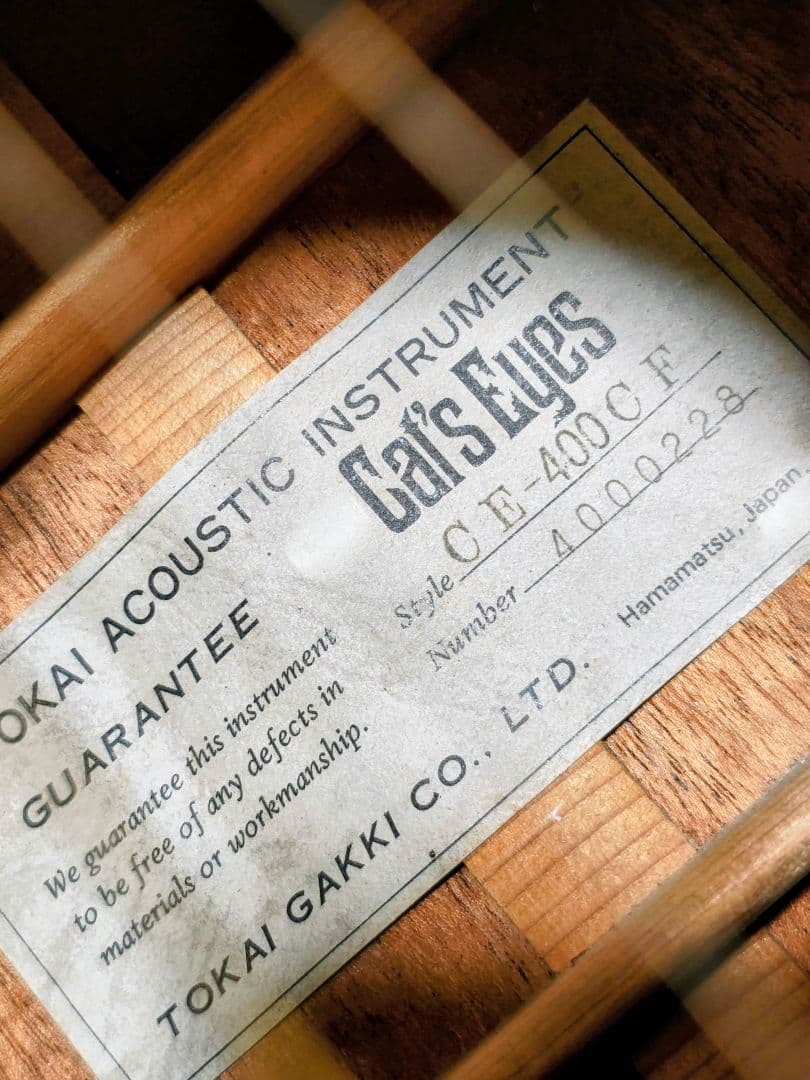 OKAI ACOUSTIC INSTRUMENT
Cat's Eyes
GUARANTEE
We guarantee this instrument
to be free of any defects in
materials or workmanship.
Style CE-400CF
Number 4000228
TOKAI GAKKI CO., LTD. Hamamatsu, Japan